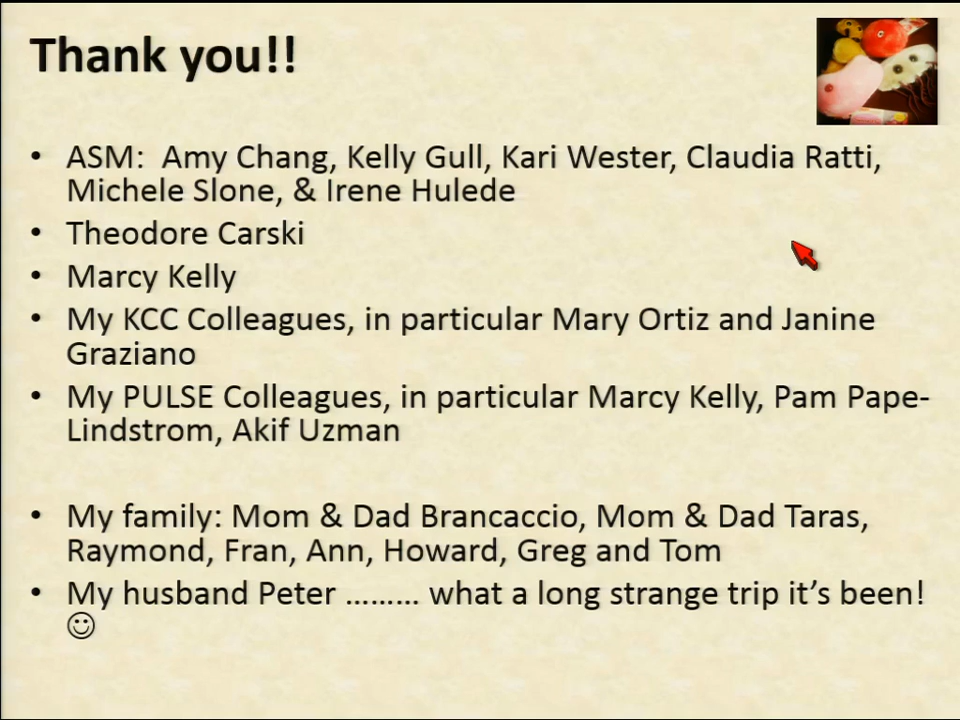 Thank you!!
• ASM:  Amy Chang, Kelly Gull, Kari Wester, Claudia Ratti,
Michele Slone, & Irene Hulede
• Theodore Carski
• Marcy Kelly
• My KCC Colleagues, in particular Mary Ortiz and Janine
Graziano
• My PULSE Colleagues, in particular Marcy Kelly, Pam Pape-
Lindstrom, Akif Uzman
• My family: Mom & Dad Brancaccio, Mom & Dad Taras,
Raymond, Fran, Ann, Howard, Greg and Tom
• My husband Peter ……… what a long strange trip it’s been!
☺